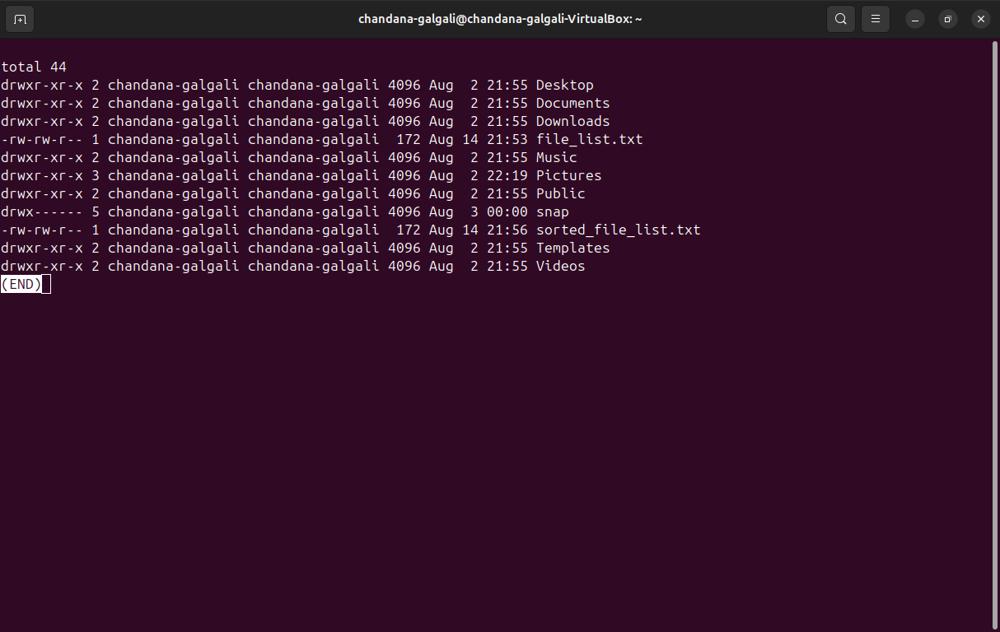 chandana-galgali@chandana-galgali-VirtualBox: ~
total 44
drwxr-xr-x 2 chandana-galgali chandana-galgali 4096 Aug  2 21:55 Desktop
drwxr-xr-x 2 chandana-galgali chandana-galgali 4096 Aug  2 21:55 Documents
drwxr-xr-x 2 chandana-galgali chandana-galgali 4096 Aug  2 21:55 Downloads
-rw-rw-r-- 1 chandana-galgali chandana-galgali  172 Aug 14 21:53 file_list.txt
drwxr-xr-x 2 chandana-galgali chandana-galgali 4096 Aug  2 21:55 Music
drwxr-xr-x 3 chandana-galgali chandana-galgali 4096 Aug  2 22:19 Pictures
drwxr-xr-x 2 chandana-galgali chandana-galgali 4096 Aug  2 21:55 Public
drwx------ 5 chandana-galgali chandana-galgali 4096 Aug  3 00:00 snap
-rw-rw-r-- 1 chandana-galgali chandana-galgali  172 Aug 14 21:56 sorted_file_list.txt
drwxr-xr-x 2 chandana-galgali chandana-galgali 4096 Aug  2 21:55 Templates
drwxr-xr-x 2 chandana-galgali chandana-galgali 4096 Aug  2 21:55 Videos
(END)